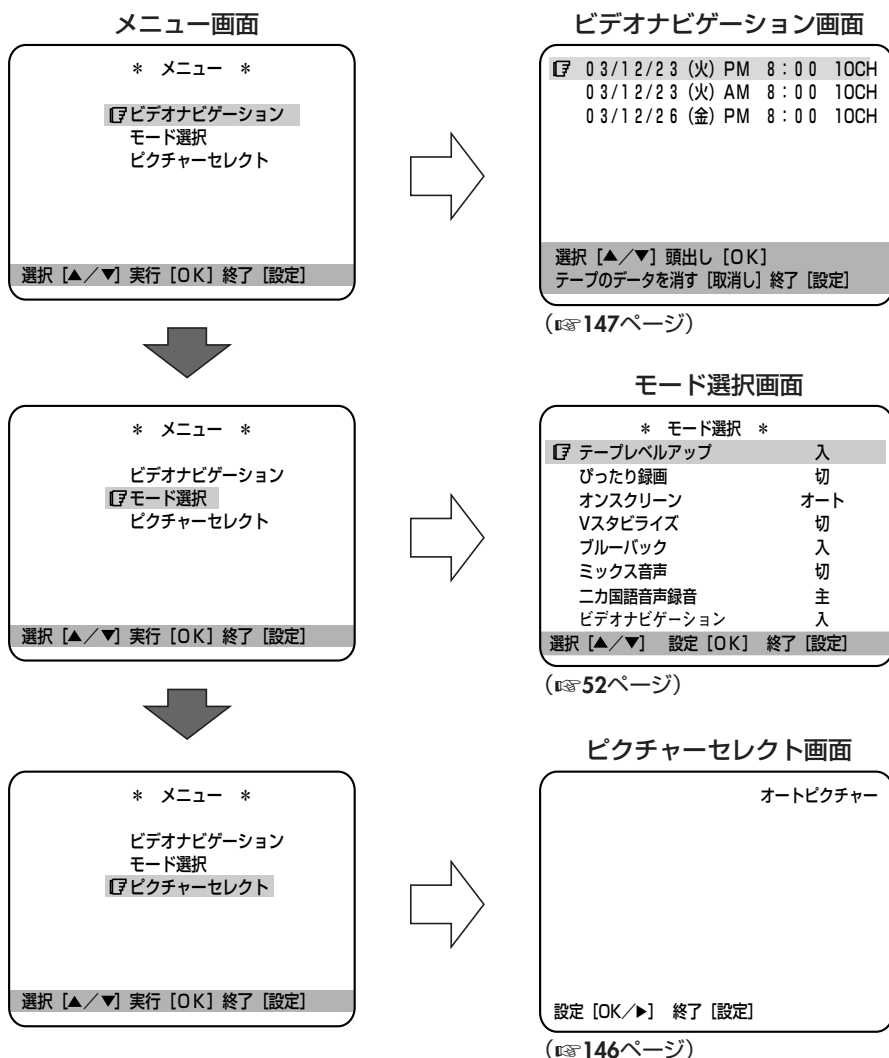 メニュー画面
* メニュー *
☞ビデオナビゲーション
モード選択
ピクチャーセレクト
選択 [▲／▼] 実行 [OK] 終了 [設定]
ビデオナビゲーション画面
☞ 03/12/23 (火) PM 8:00 10CH
03/12/23 (火) AM 8:00 10CH
03/12/26 (金) PM 8:00 10CH
選択 [▲／▼] 頭出し [OK]
テープのデータを消す [取消し] 終了 [設定]
(☞147ページ)
* メニュー *
ビデオナビゲーション
☞モード選択
ピクチャーセレクト
選択 [▲／▼] 実行 [OK] 終了 [設定]
モード選択画面
* モード選択 *
☞ テープレベルアップ 入
ぴったり録画 切
オンスクリーン オート
Vスタビライズ 切
ブルーバック 入
ミックス音声 切
二カ国語音声録音 主
ビデオナビゲーション 入
選択 [▲／▼] 設定 [OK] 終了 [設定]
(☞52ページ)
* メニュー *
ビデオナビゲーション
モード選択
☞ピクチャーセレクト
選択 [▲／▼] 実行 [OK] 終了 [設定]
ピクチャーセレクト画面
オートピクチャー
設定 [OK／▶] 終了 [設定]
(☞146ページ)